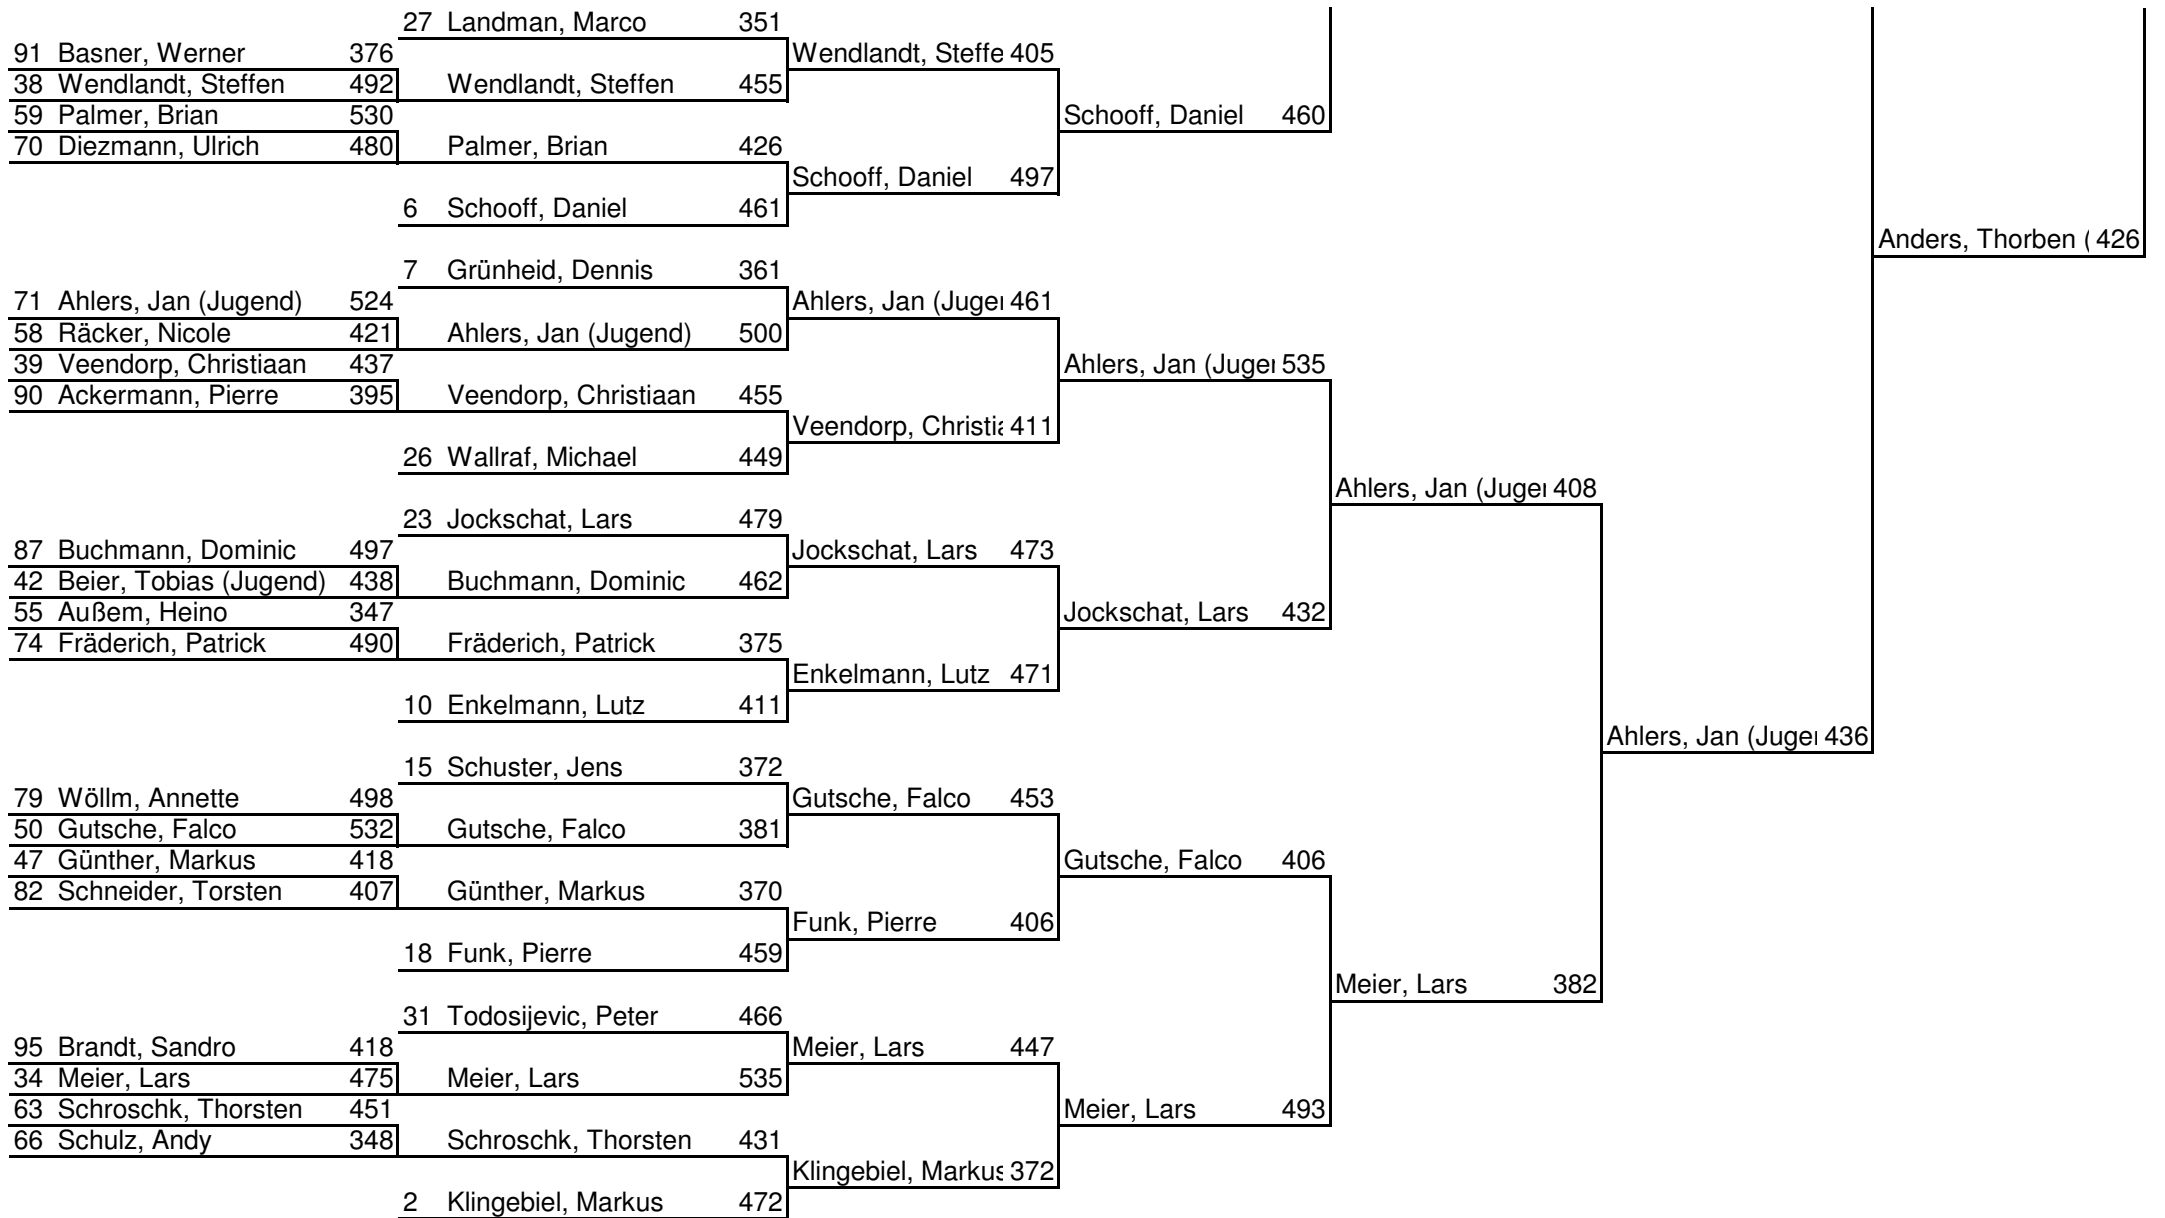 27 Landman, Marco 351
91 Basner, Werner 376 Wendlandt, Steffe 405
38 Wendlandt, Steffen 492 Wendlandt, Steffen 455
59 Palmer, Brian 530 Schooff, Daniel 460
70 Diezmann, Ulrich 480 Palmer, Brian 426
Schooff, Daniel 497
6 Schooff, Daniel 461
Anders, Thorben ( 426
7 Grünheid, Dennis 361
71 Ahlers, Jan (Jugend) 524 Ahlers, Jan (Juger 461
58 Räcker, Nicole 421 Ahlers, Jan (Jugend) 500
39 Veendorp, Christiaan 437 Ahlers, Jan (Juger 535
90 Ackermann, Pierre 395 Veendorp, Christiaan 455
Veendorp, Christia 411
26 Wallraf, Michael 449
Ahlers, Jan (Juger 408
23 Jockschat, Lars 479
87 Buchmann, Dominic 497 Jockschat, Lars 473
42 Beier, Tobias (Jugend) 438 Buchmann, Dominic 462
55 Außem, Heino 347 Jockschat, Lars 432
74 Fräderich, Patrick 490 Fräderich, Patrick 375
Enkelmann, Lutz 471
10 Enkelmann, Lutz 411
Ahlers, Jan (Juger 436
15 Schuster, Jens 372
79 Wöllm, Annette 498 Gutsche, Falco 453
50 Gutsche, Falco 532 Gutsche, Falco 381
47 Günther, Markus 418 Gutsche, Falco 406
82 Schneider, Torsten 407 Günther, Markus 370
Funk, Pierre 406
18 Funk, Pierre 459
Meier, Lars 382
31 Todosijevic, Peter 466
95 Brandt, Sandro 418 Meier, Lars 447
34 Meier, Lars 475 Meier, Lars 535
63 Schroschk, Thorsten 451 Meier, Lars 493
66 Schulz, Andy 348 Schroschk, Thorsten 431
Klingebiel, Markus 372
2 Klingebiel, Markus 472